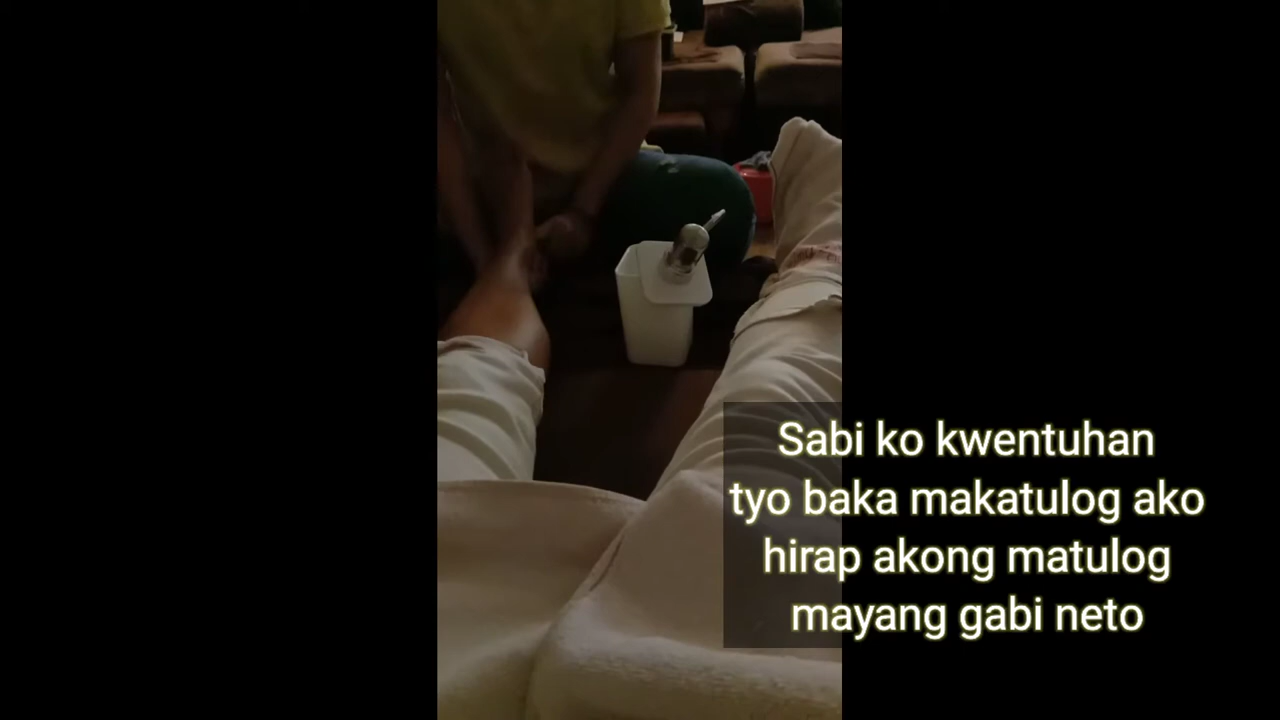 Sabi ko kwentuhan
tyo baka makatulog ako
hirap akong matulog
mayang gabi neto